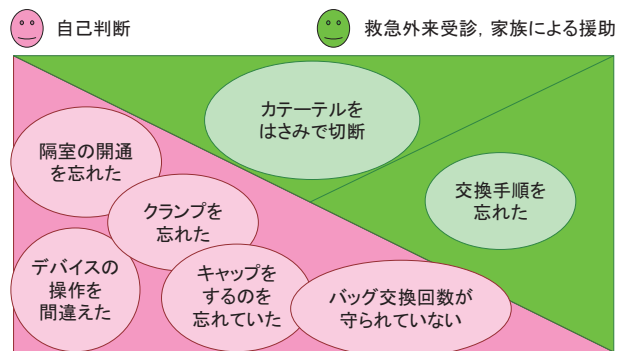 自己判断
救急外来受診，家族による援助
カテーテルを
はさみで切断
隔室の開通
を忘れた
交換手順を
忘れた
クランプを
忘れた
デバイスの
操作を
間違えた
キャップを
するのを
忘れていた
バッグ交換回数が
守られていない